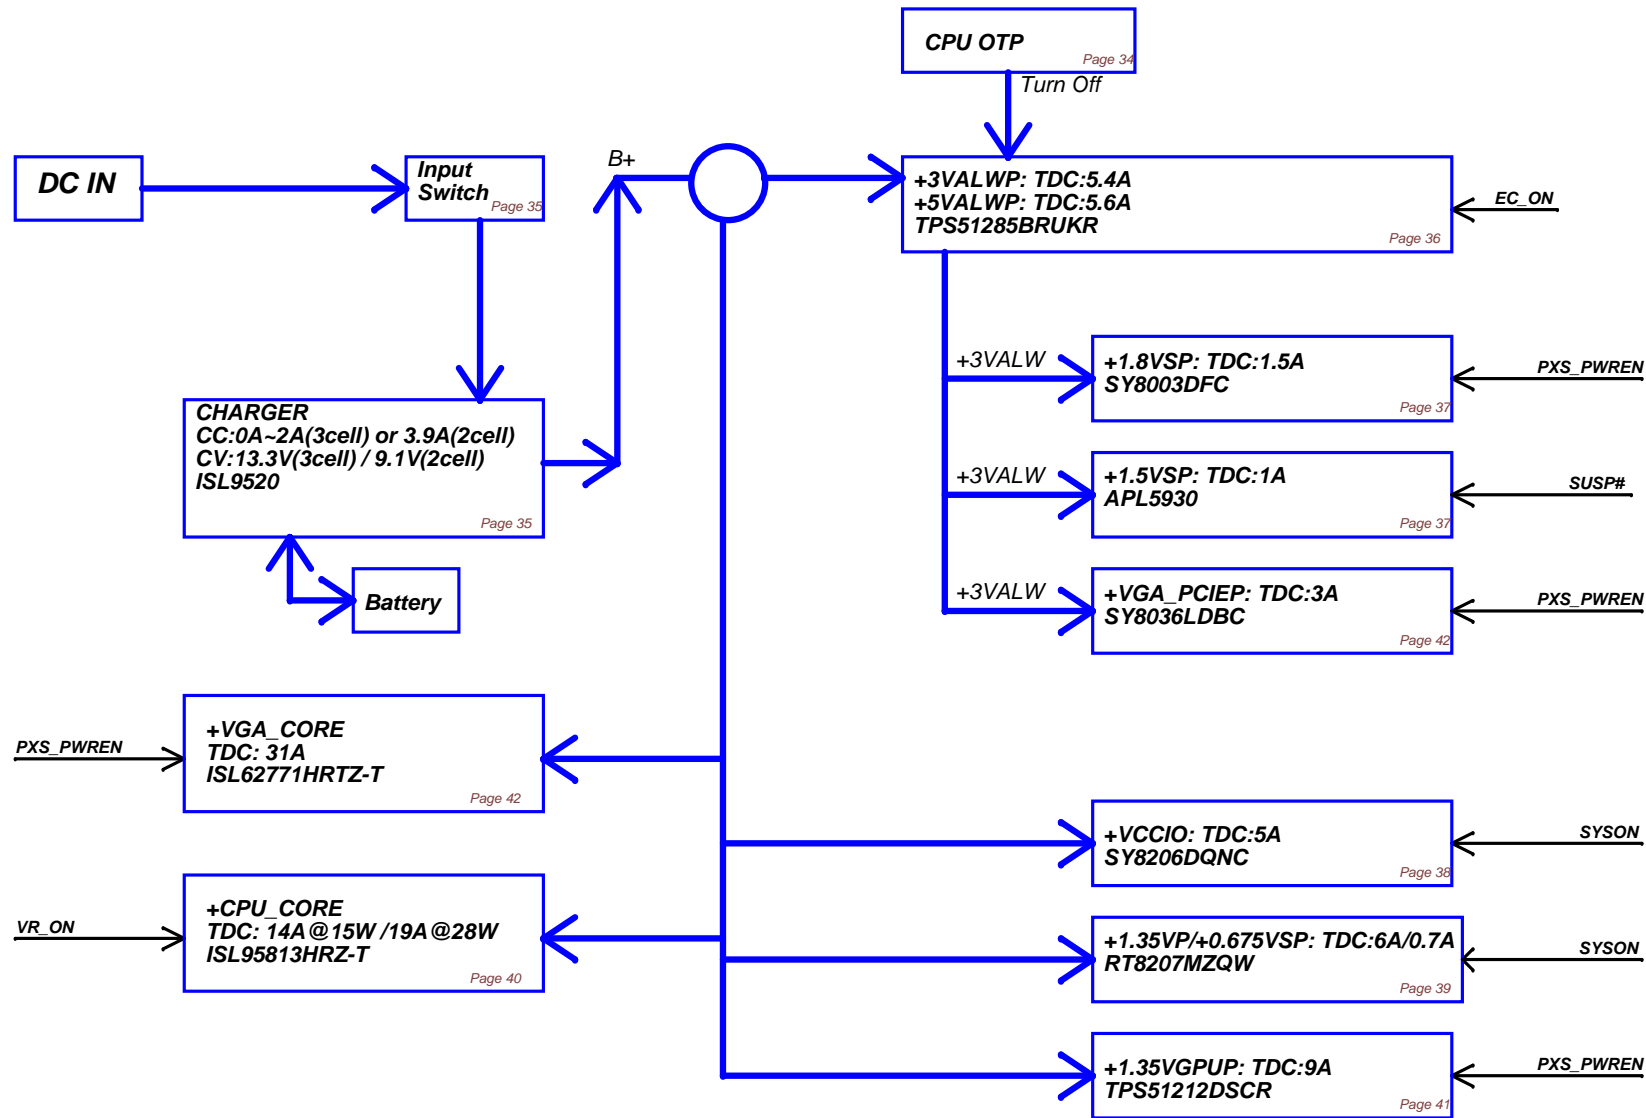 CPU OTP
Page 34
Turn Off
DC IN
Input
Switch
Page 35
B+
+3VALWP: TDC:5.4A
+5VALWP: TDC:5.6A
TPS51285BRUKR
Page 36
EC_ON
CHARGER
CC:0A~2A(3cell) or 3.9A(2cell)
CV:13.3V(3cell) / 9.1V(2cell)
ISL9520
Page 35
Battery
+3VALW
+1.8VSP: TDC:1.5A
SY8003DFC
Page 37
PXS_PWREN
+3VALW
+1.5VSP: TDC:1A
APL5930
Page 37
SUSP#
+3VALW
+VGA_PCIEP: TDC:3A
SY8036LDBC
Page 42
PXS_PWREN
PXS_PWREN
+VGA_CORE
TDC: 31A
ISL62771HRTZ-T
Page 42
+VCCIO: TDC:5A
SY8206DQNC
Page 38
SYSON
VR_ON
+CPU_CORE
TDC: 14A@15W /19A@28W
ISL95813HRZ-T
Page 40
+1.35VP/+0.675VSP: TDC:6A/0.7A
RT8207MZQW
Page 39
SYSON
+1.35VGPUP: TDC:9A
TPS51212DSCR
Page 41
PXS_PWREN